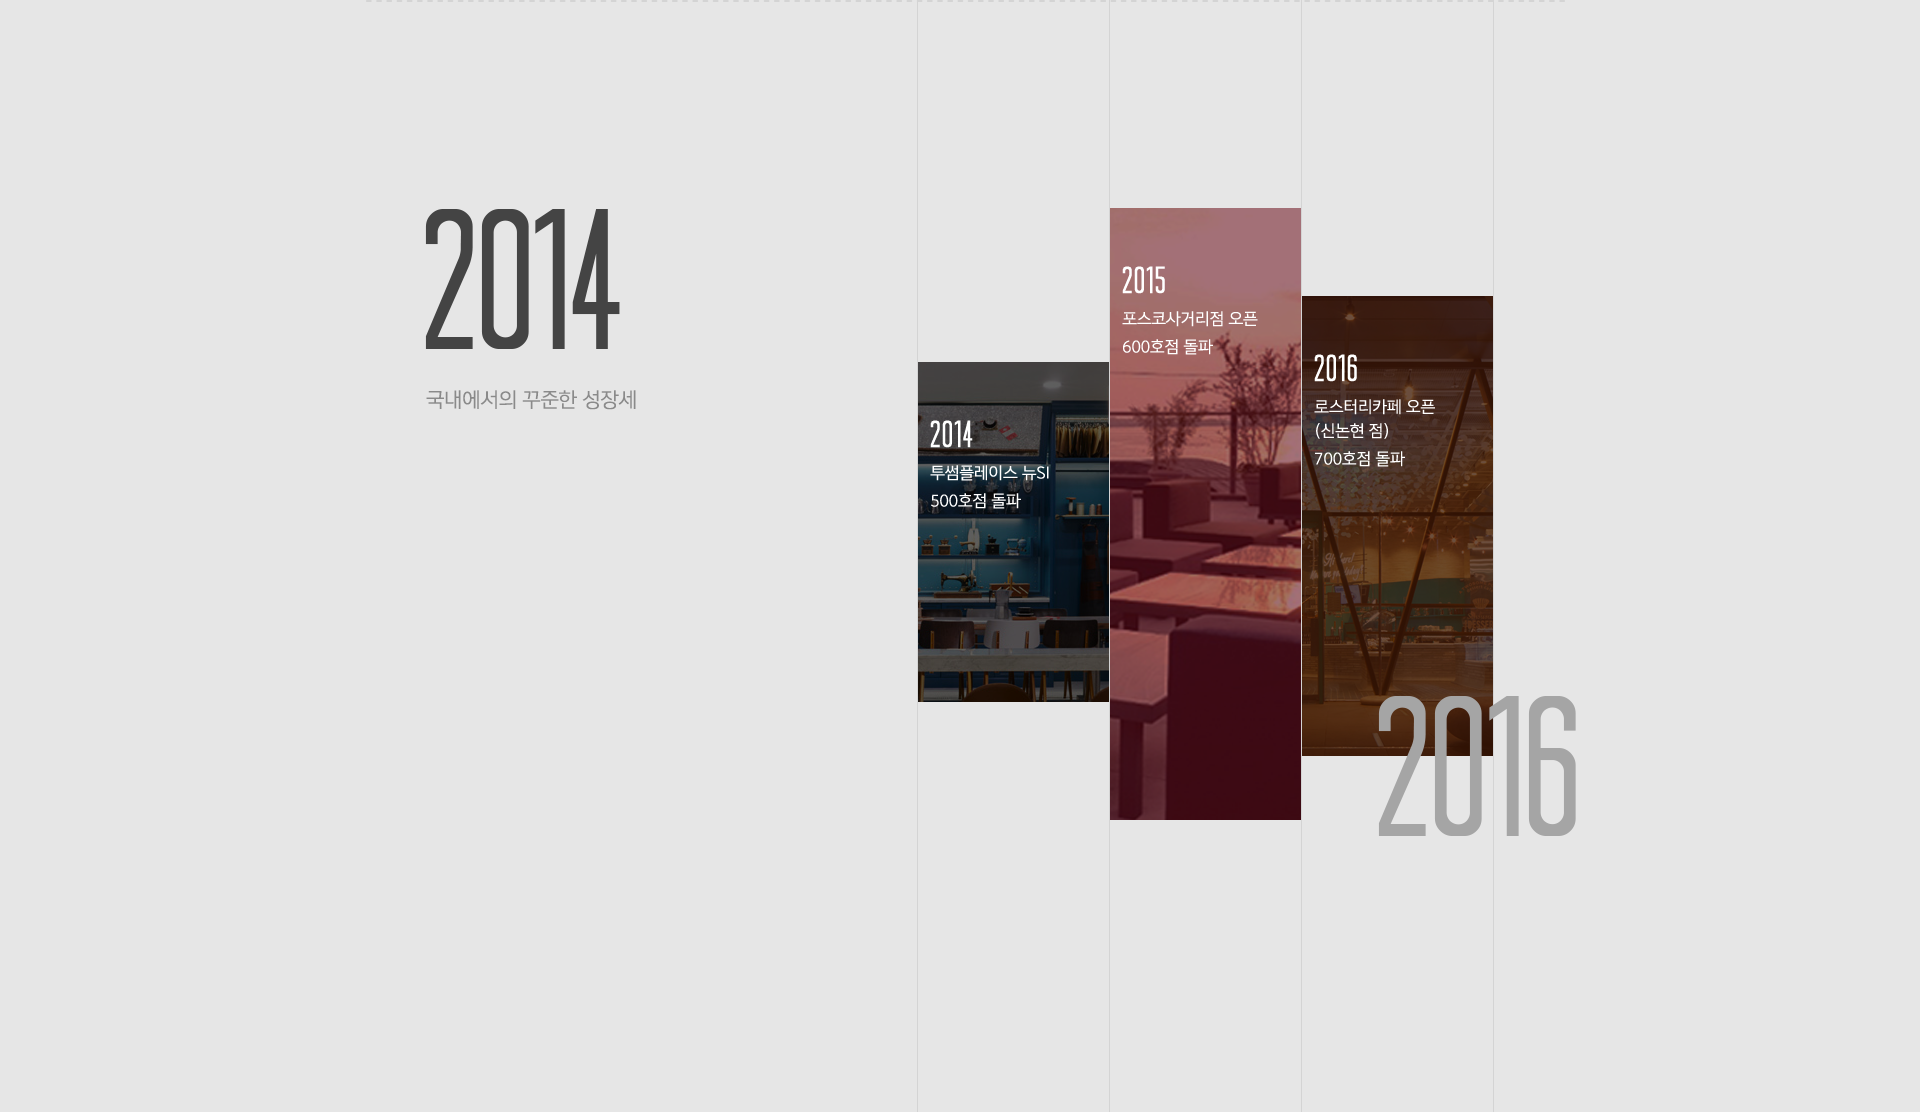 2014
국내에서의 꾸준한 성장세
2014
투썸플레이스 뉴SI
500호점 돌파
2015
포스코사거리점 오픈
600호점 돌파
2016
로스터리카페 오픈
(신논현 점)
700호점 돌파
2016